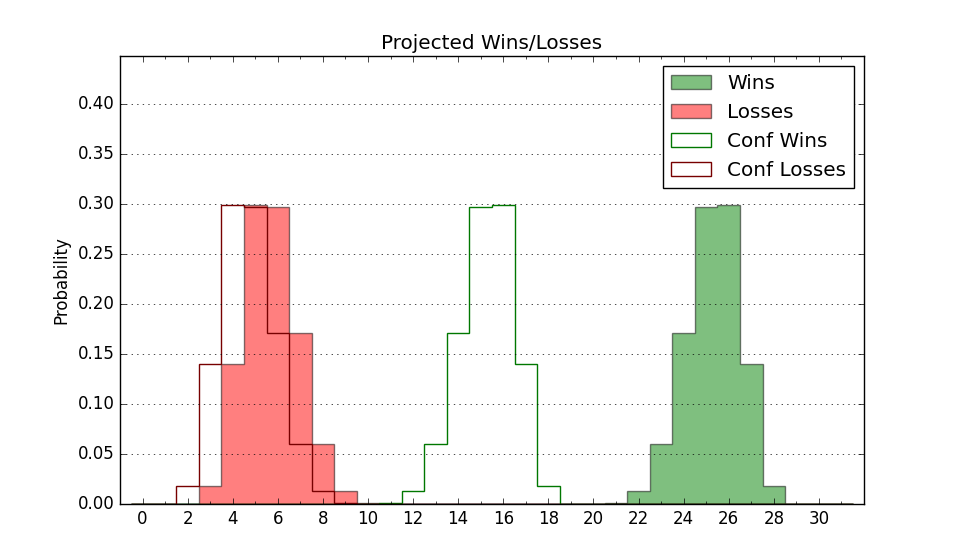 Projected Wins/Losses
Wins
Losses
Conf Wins
Conf Losses
Probability
0.40
0.35
0.30
0.25
0.20
0.15
0.10
0.05
0.00
0 2 4 6 8 10 12 14 16 18 20 22 24 26 28 30